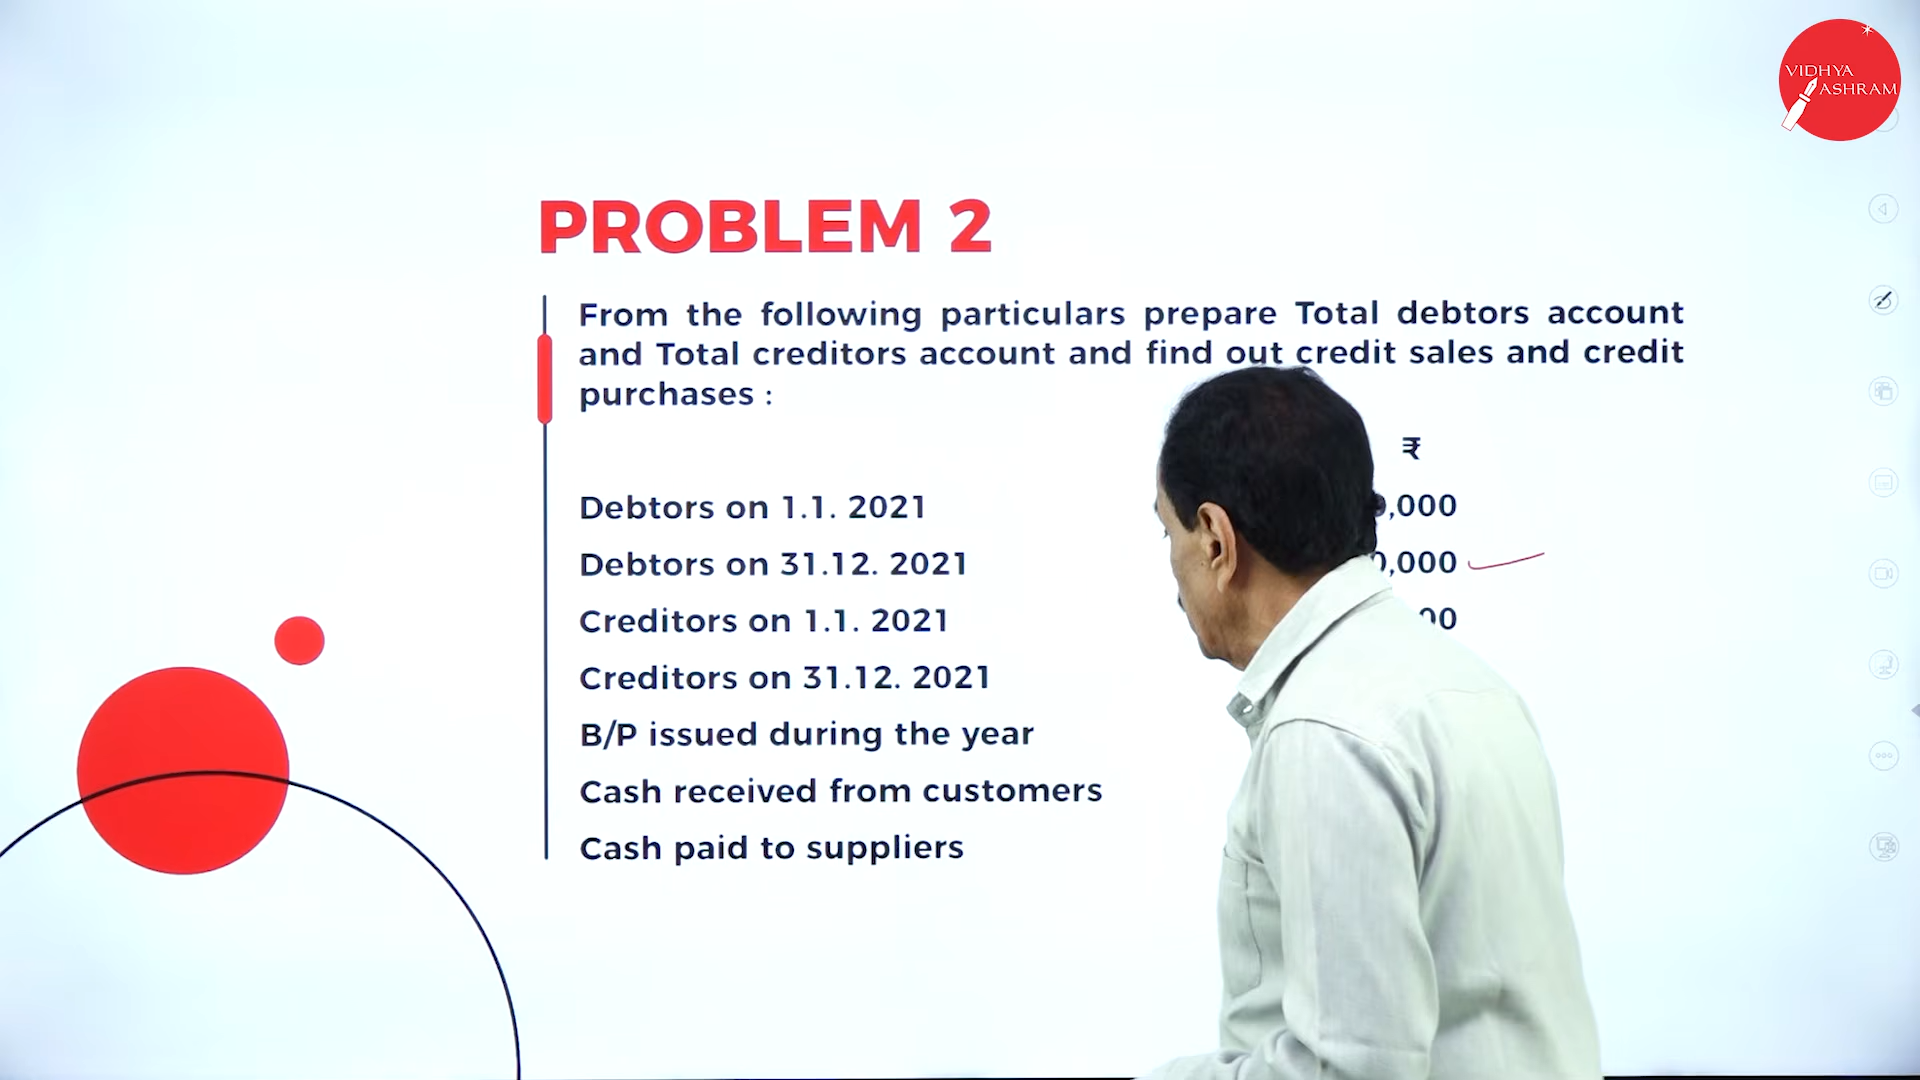 VIDHYA
ASHRAM
PROBLEM 2
From the following particulars prepare Total debtors account
and Total creditors account and find out credit sales and credit
purchases :
₹
Debtors on 1.1. 2021
Debtors on 31.12. 2021
Creditors on 1.1. 2021
Creditors on 31.12. 2021
B/P issued during the year
Cash received from customers
Cash paid to suppliers